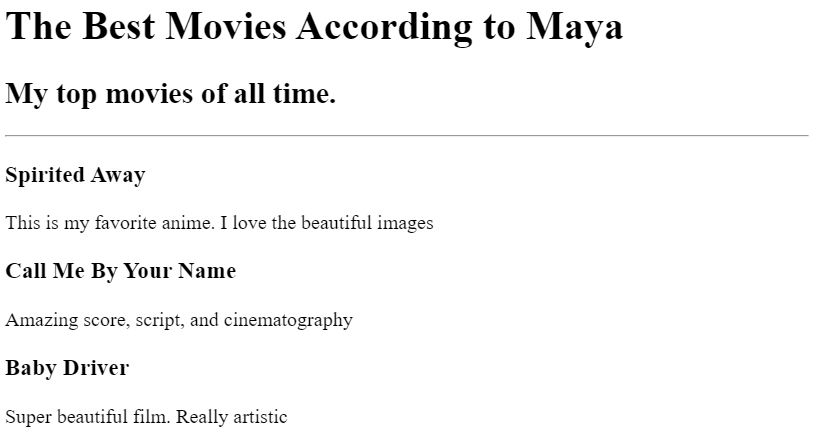 The Best Movies According to Maya
My top movies of all time.
Spirited Away
This is my favorite anime. I love the beautiful images
Call Me By Your Name
Amazing score, script, and cinematography
Baby Driver
Super beautiful film. Really artistic